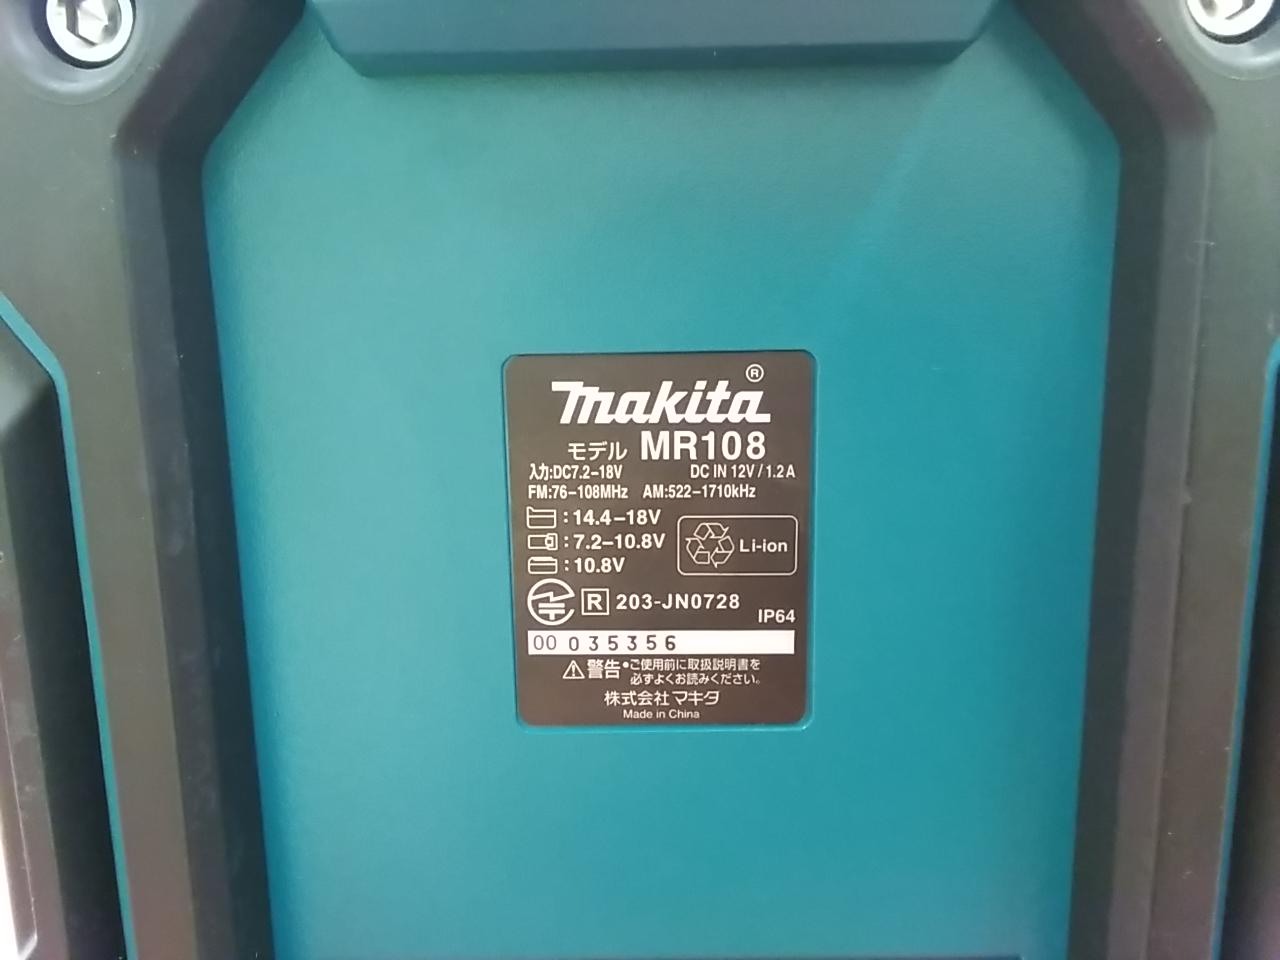 makita®
モデル MR108
入力:DC7.2-18V DC IN 12V/1.2A
FM:76-108MHz AM:522-1710kHz
:14.4-18V
:7.2-10.8V
Li-ion
:10.8V
R 203-JN0728
IP64
00 035356
警告・ご使用前に取扱説明書を
必ずよくお読みください。
株式会社マキタ
Made in China